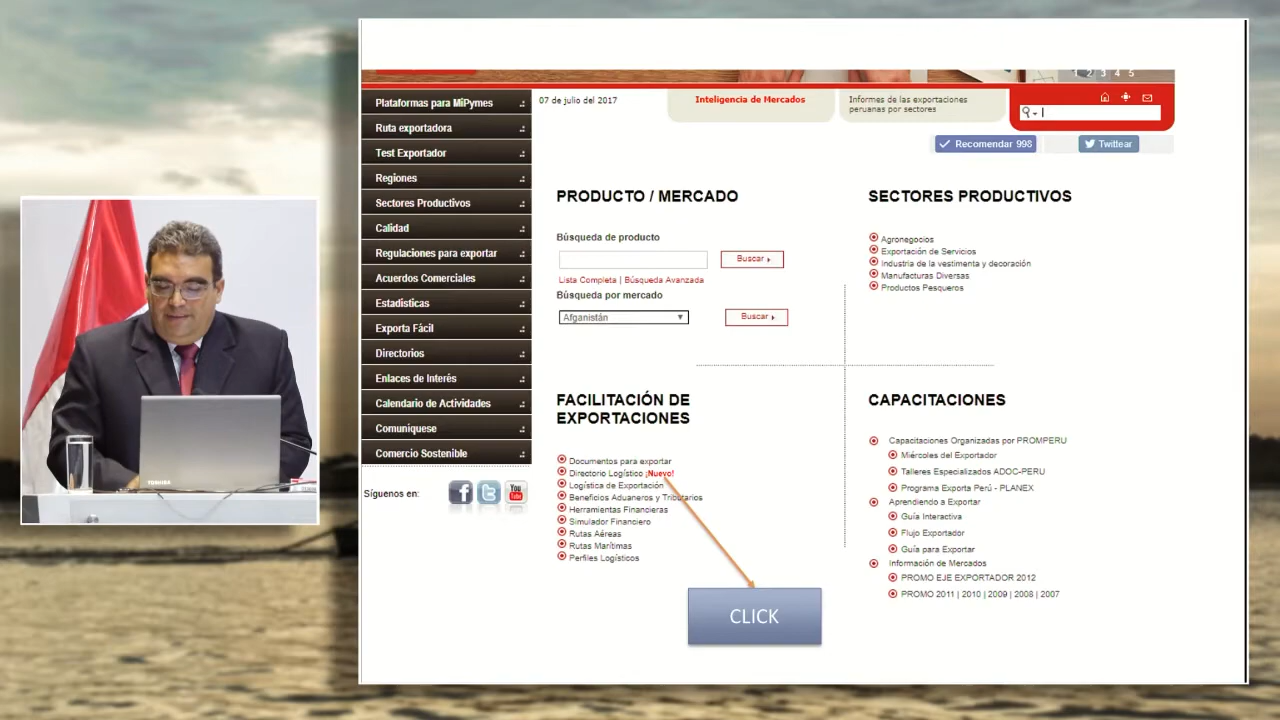 1 2 3 4 5
Plataformas para MiPymes
Ruta exportadora
Test Exportador
Regiones
Sectores Productivos
Calidad
Regulaciones para exportar
Acuerdos Comerciales
Estadísticas
Exporta Fácil
Directorios
Enlaces de Interés
Calendario de Actividades
Comuníquese
Comercio Sostenible
Síguenos en:
You
Tube
07 de julio del 2017
Inteligencia de Mercados
Informes de las exportaciones
peruanas por sectores
Recomendar 998
Twittear
PRODUCTO / MERCADO
Búsqueda de producto
Buscar
Lista Completa | Búsqueda Avanzada
Búsqueda por mercado
Afganistán
Buscar
SECTORES PRODUCTIVOS
Agronegocios
Exportación de Servicios
Industria de la vestimenta y decoración
Manufacturas Diversas
Productos Pesqueros
FACILITACIÓN DE
EXPORTACIONES
Documentos para exportar
Directorio Logístico ¡Nuevo!
Logística de Exportación
Beneficios Aduaneros y Tributarios
Herramientas Financieras
Simulador Financiero
Rutas Aéreas
Rutas Marítimas
Perfiles Logísticos
CLICK
CAPACITACIONES
Capacitaciones Organizadas por PROMPERU
Miércoles del Exportador
Talleres Especializados ADOC-PERU
Programa Exporta Perú - PLANEX
Aprendiendo a Exportar
Guía Interactiva
Flujo Exportador
Guía para Exportar
Información de Mercados
PROMO EJE EXPORTADOR 2012
PROMO 2011 | 2010 | 2009 | 2008 | 2007
TOSHIBA